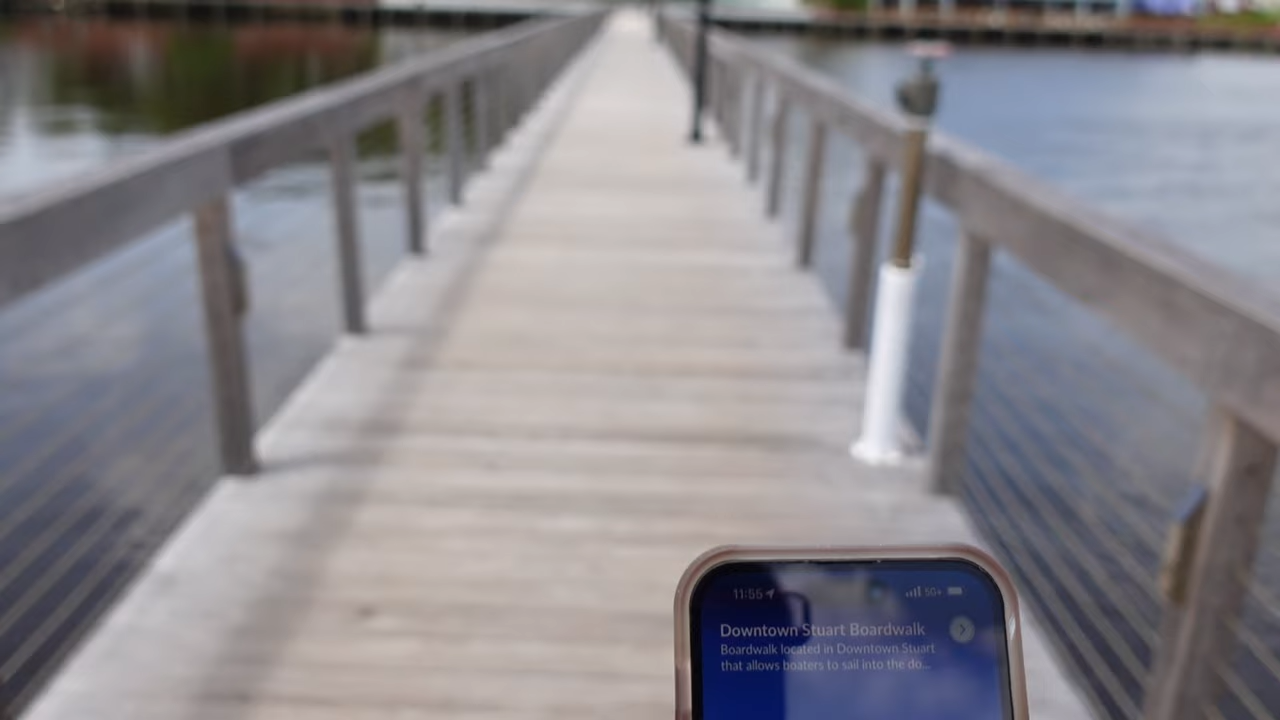 11:55 5G+
Downtown Stuart Boardwalk
Boardwalk located in Downtown Stuart
that allows boaters to sail into the do...